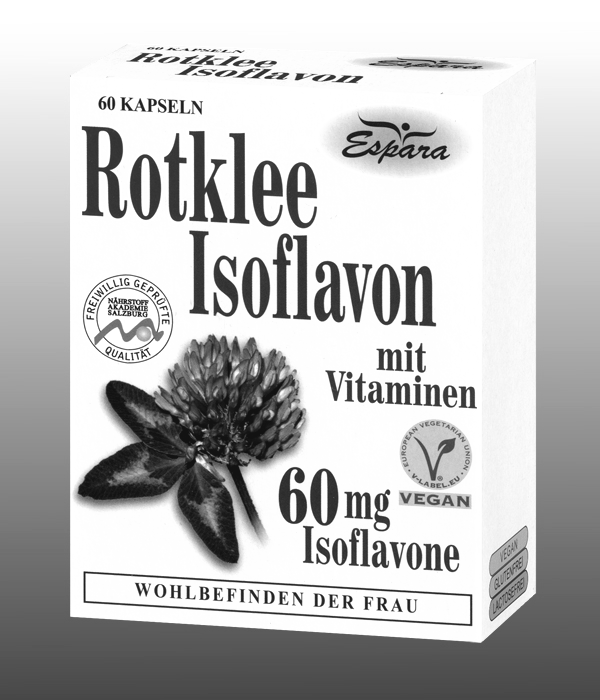 60 KAPSELN
Rotklee
Isoflavon
Espara
60 KAPSELN
Espara
Rotklee
Isoflavon
FREIWILLIG GEPRÜFTE
NÄHRSTOFF
AKADEMIE
SALZBURG
QUALITÄT
mit
Vitaminen
EUROPEAN VEGETARIAN UNION
V-LABEL.EU
VEGAN
60 mg
Isoflavone
VEGAN
GLUTENFREI
LACTOSEFREI
WOHLBEFINDEN DER FRAU